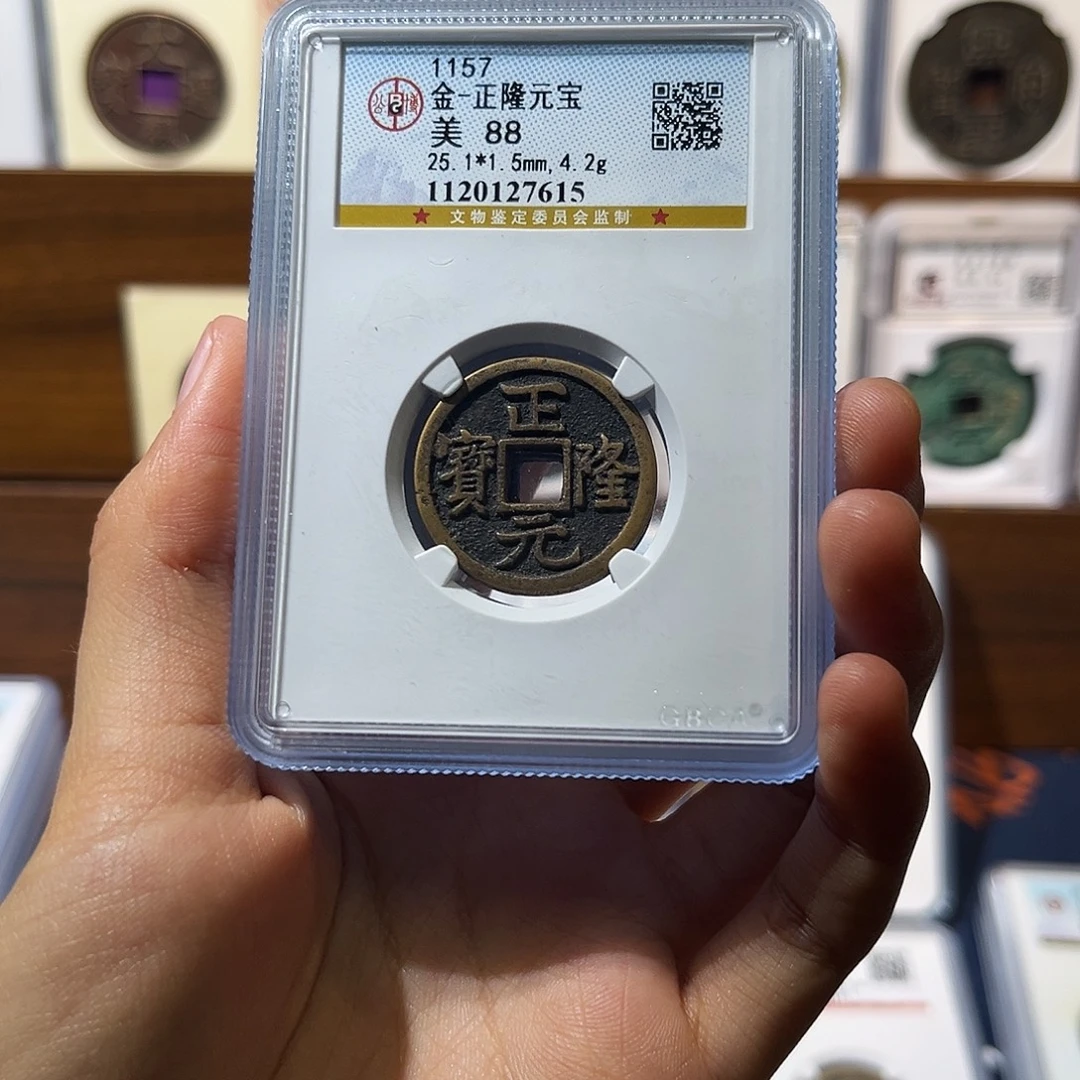 1157
金-正隆元宝
美 88
25.1*1.5mm,4.2g
1120127615
★ 文物鉴定委员会监制 ★
正
寶 隆
元
GBCA